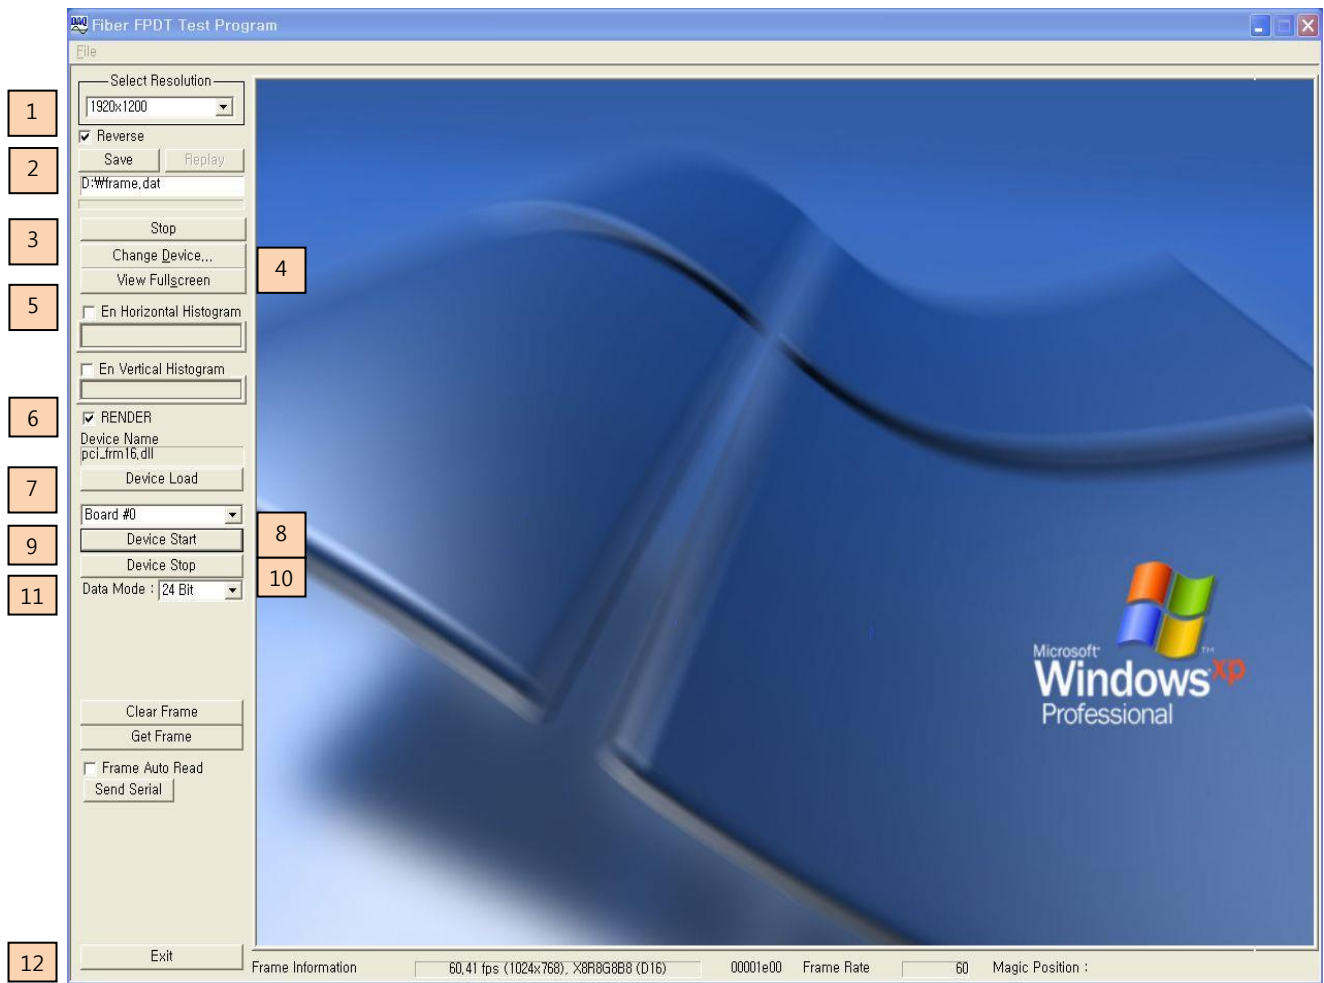 Fiber FPDT Test Program
File
Select Resolution
1
1920x1200
Reverse
2
Save
Replay
D:₩frame,dat
3
Stop
Change Device,,,
4
View Fullscreen
5
En Horizontal Histogram
En Vertical Histogram
6
RENDER
Device Name
pci_frm16,dll
7
Device Load
Board #0
8
9
Device Start
Device Stop
10
11
Data Mode : 24 Bit
Microsoft
Windows xp
TM
Professional
Clear Frame
Get Frame
Frame Auto Read
Send Serial
12
Exit
Frame Information 60,41 fps (1024x768), X8R8G8B8 (D16) 00001e00 Frame Rate 60 Magic Position :